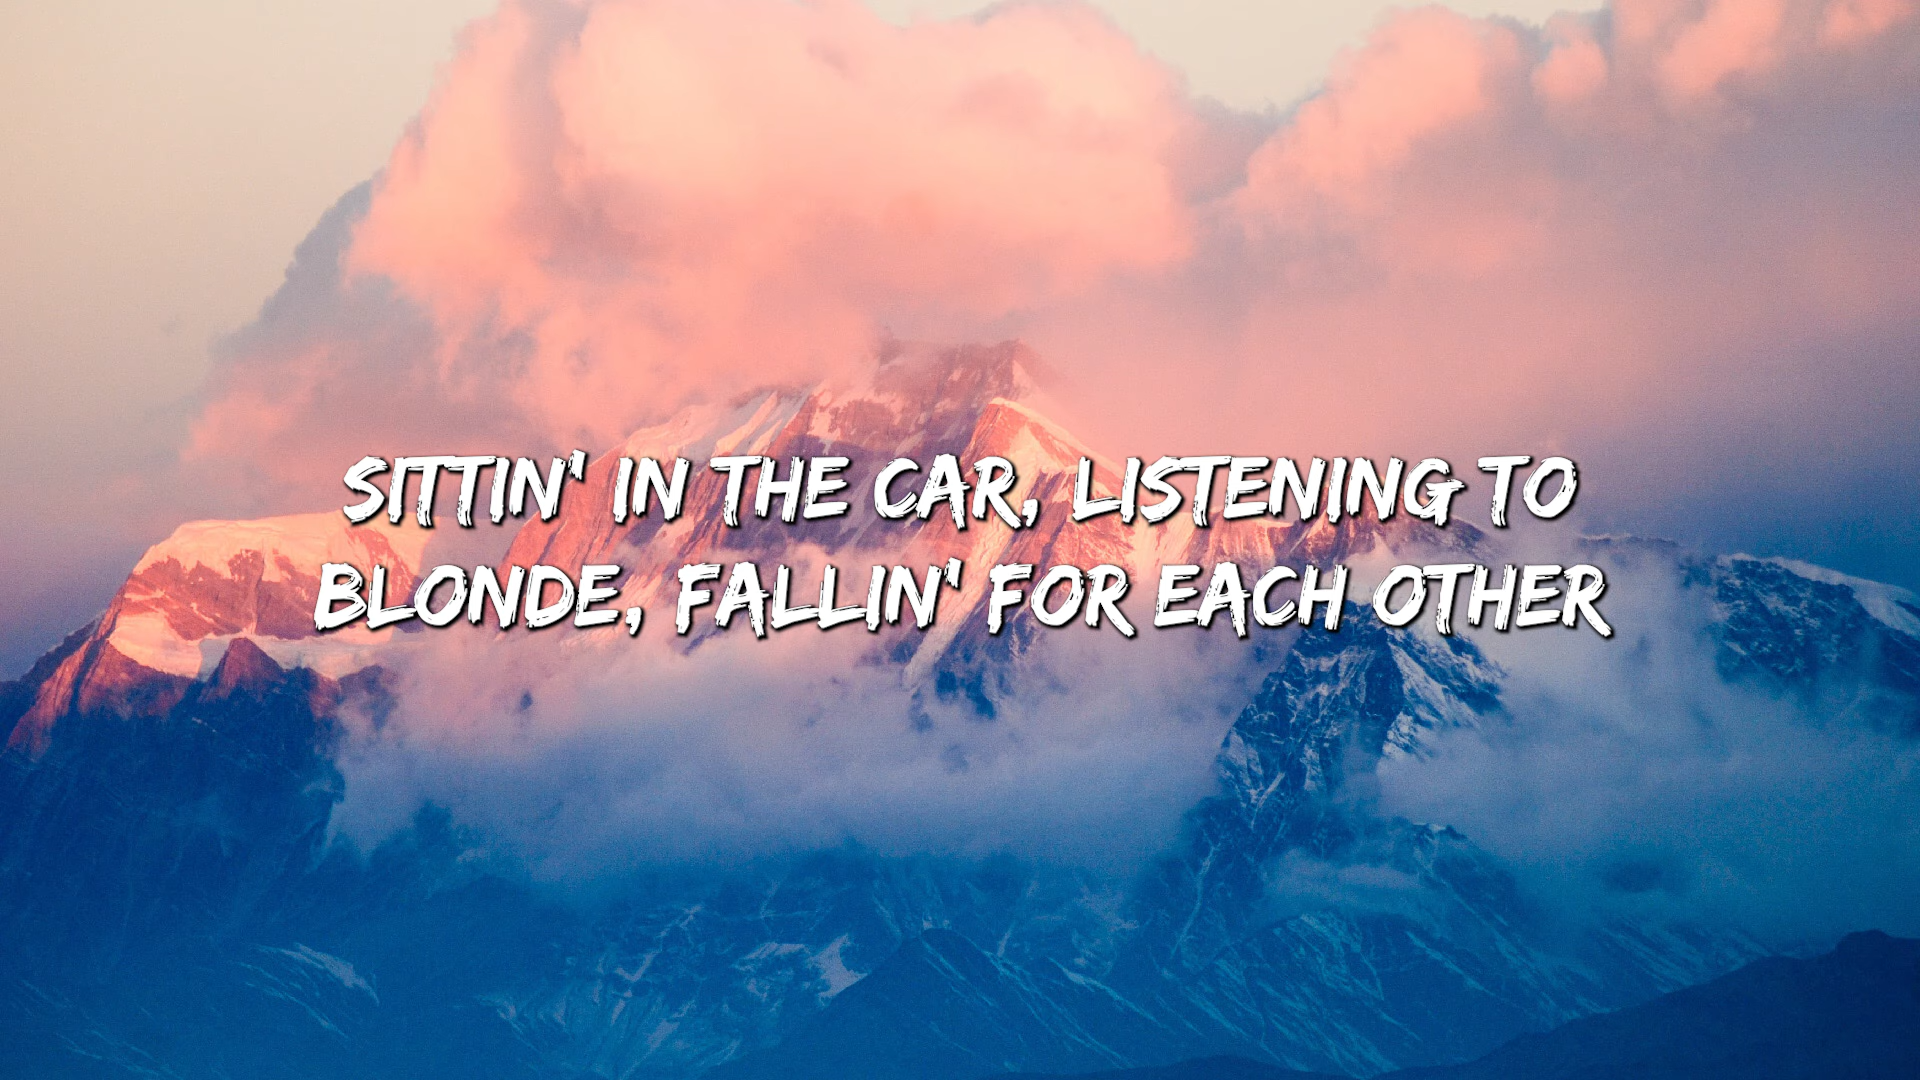 SITTIN' IN THE CAR, LISTENING TO
BLONDE, FALLIN' FOR EACH OTHER